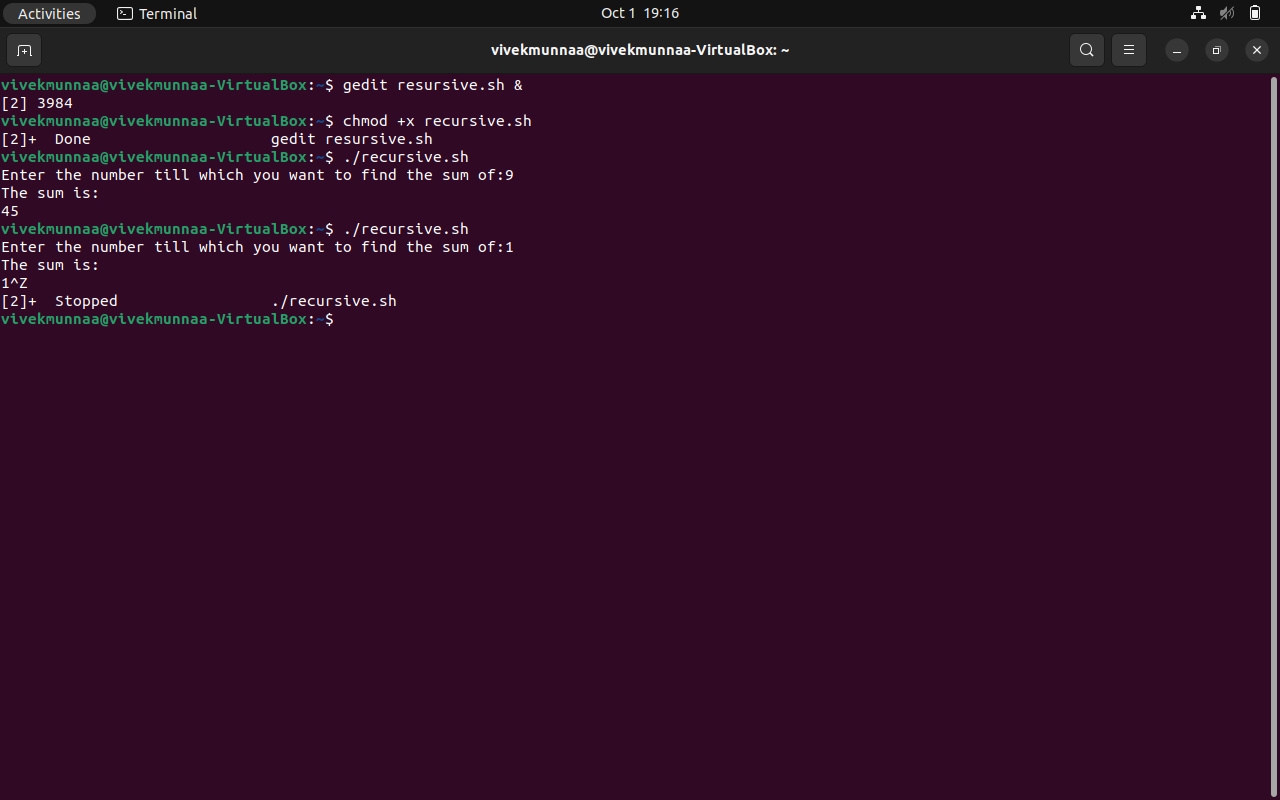 Activities Terminal Oct 1 19:16
vivekmunnaa@vivekmunnaa-VirtualBox: ~
vivekmunnaa@vivekmunnaa-VirtualBox:~$ gedit resursive.sh &
[2] 3984
vivekmunnaa@vivekmunnaa-VirtualBox:~$ chmod +x recursive.sh
[2]+  Done                    gedit resursive.sh
vivekmunnaa@vivekmunnaa-VirtualBox:~$ ./recursive.sh
Enter the number till which you want to find the sum of:9
The sum is:
45
vivekmunnaa@vivekmunnaa-VirtualBox:~$ ./recursive.sh
Enter the number till which you want to find the sum of:1
The sum is:
1^Z
[2]+  Stopped                 ./recursive.sh
vivekmunnaa@vivekmunnaa-VirtualBox:~$